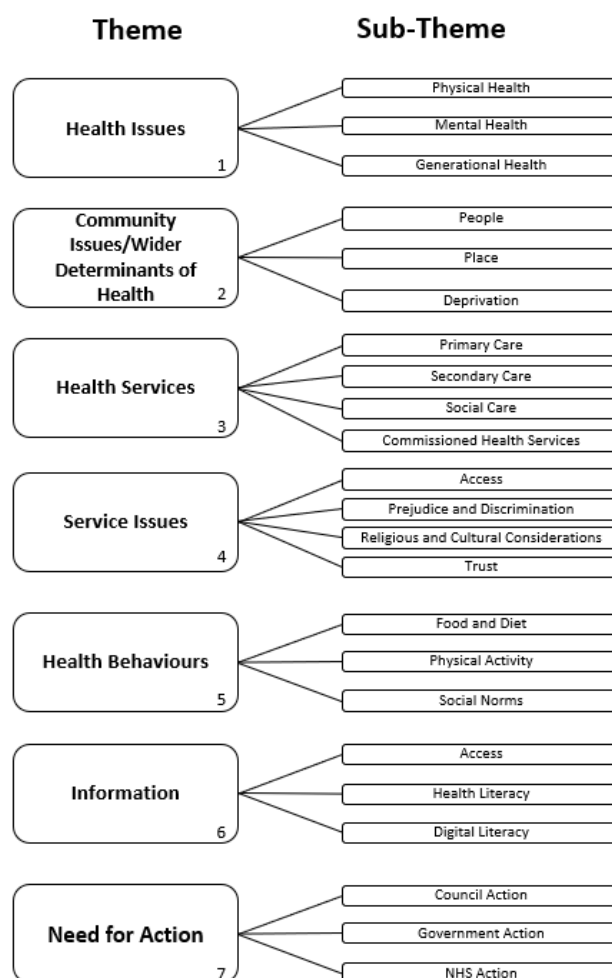 Theme
Sub-Theme
Health Issues
1
Physical Health
Mental Health
Generational Health
Community
Issues/Wider
Determinants of
Health
2
People
Place
Deprivation
Health Services
3
Primary Care
Secondary Care
Social Care
Commissioned Health Services
Service Issues
4
Access
Prejudice and Discrimination
Religious and Cultural Considerations
Trust
Health Behaviours
5
Food and Diet
Physical Activity
Social Norms
Information
6
Access
Health Literacy
Digital Literacy
Need for Action
7
Council Action
Government Action
NHS Action